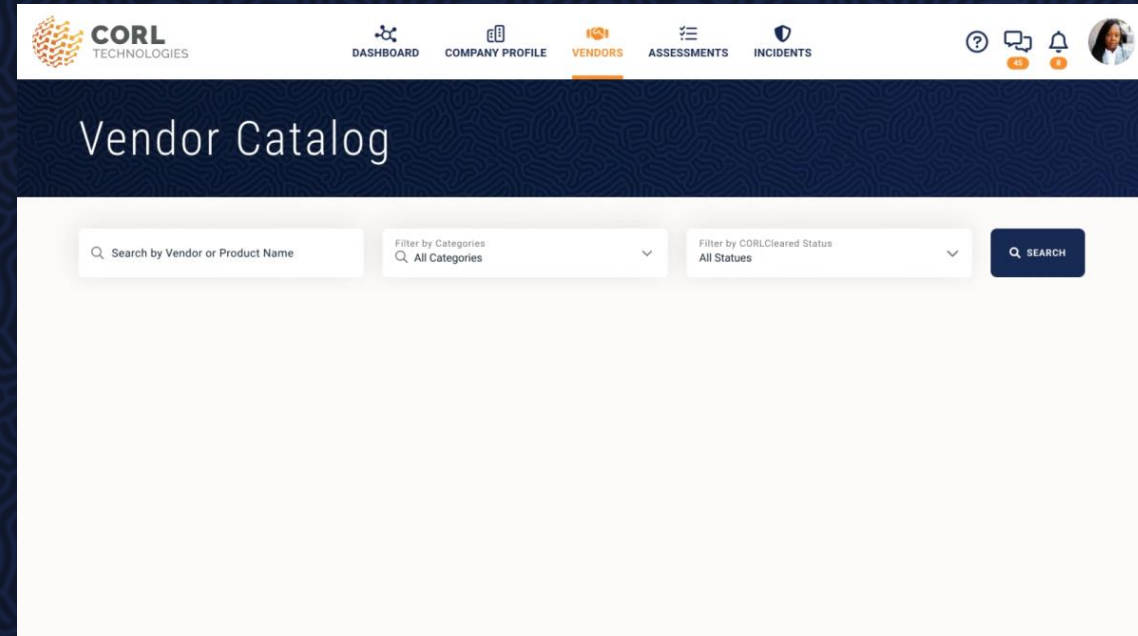 CORL
TECHNOLOGIES
DASHBOARD
COMPANY PROFILE
VENDORS
ASSESSMENTS
INCIDENTS
45
8
Vendor Catalog
Search by Vendor or Product Name
Filter by Categories
All Categories
Filter by CORLCleared Status
All Statues
SEARCH